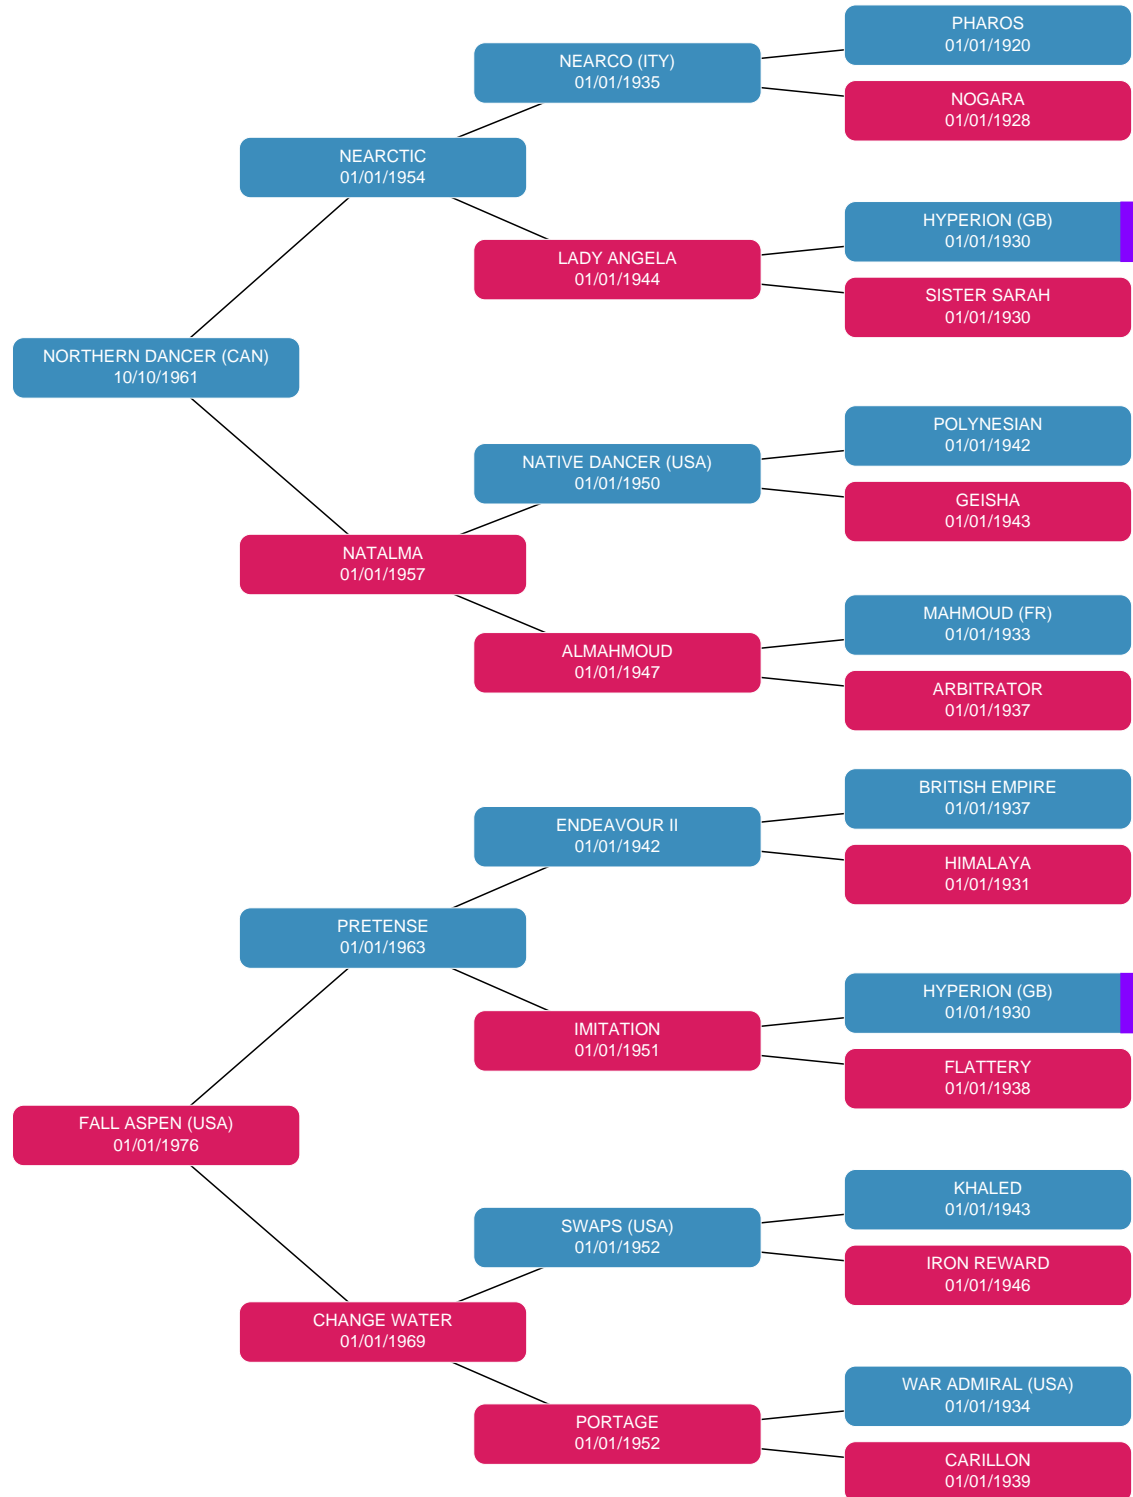 PHAROS
01/01/1920
NEARCO (ITY)
01/01/1935
NOGARA
01/01/1928
NEARCTIC
01/01/1954
HYPERION (GB)
01/01/1930
LADY ANGELA
01/01/1944
SISTER SARAH
01/01/1930
NORTHERN DANCER (CAN)
10/10/1961
POLYNESIAN
01/01/1942
NATIVE DANCER (USA)
01/01/1950
GEISHA
01/01/1943
NATALMA
01/01/1957
MAHMOUD (FR)
01/01/1933
ALMAHMOUD
01/01/1947
ARBITRATOR
01/01/1937
BRITISH EMPIRE
01/01/1937
ENDEAVOUR II
01/01/1942
HIMALAYA
01/01/1931
PRETENSE
01/01/1963
HYPERION (GB)
01/01/1930
IMITATION
01/01/1951
FLATTERY
01/01/1938
FALL ASPEN (USA)
01/01/1976
KHALED
01/01/1943
SWAPS (USA)
01/01/1952
IRON REWARD
01/01/1946
CHANGE WATER
01/01/1969
WAR ADMIRAL (USA)
01/01/1934
PORTAGE
01/01/1952
CARILLON
01/01/1939